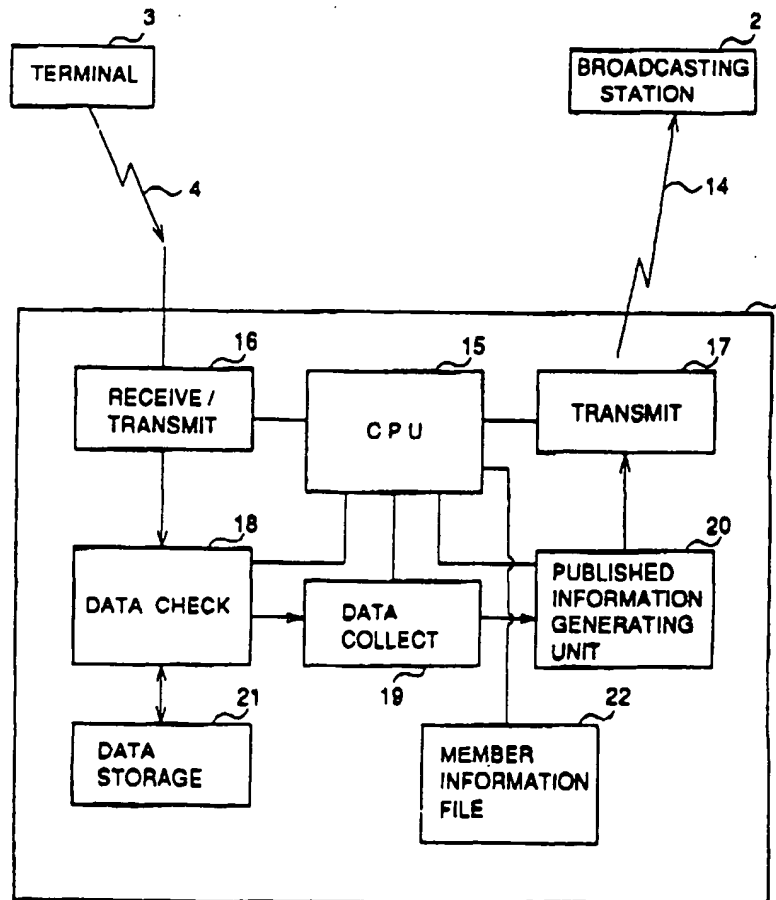 3
2
TERMINAL
BROADCASTING
STATION
4
14
16
15
17
RECEIVE /
TRANSMIT
CPU
TRANSMIT
18
20
DATA CHECK
DATA
COLLECT
PUBLISHED
INFORMATION
GENERATING
UNIT
19
21
22
DATA
STORAGE
MEMBER
INFORMATION
FILE